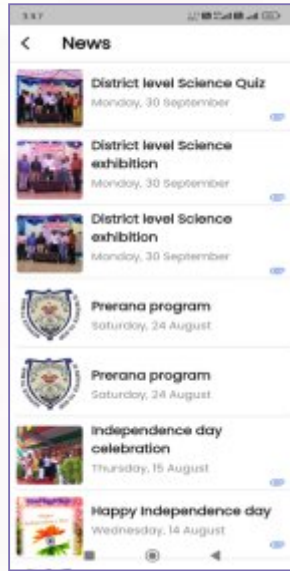 News
District level Science Quiz
Monday, 30 September
District level Science
exhibition
Monday, 30 September
District level Science
exhibition
Monday, 30 September
Prerana program
Saturday, 24 August
Prerana program
Saturday, 24 August
Independence day
celebration
Thursday, 15 August
Happy Independence day
Wednesday, 14 August